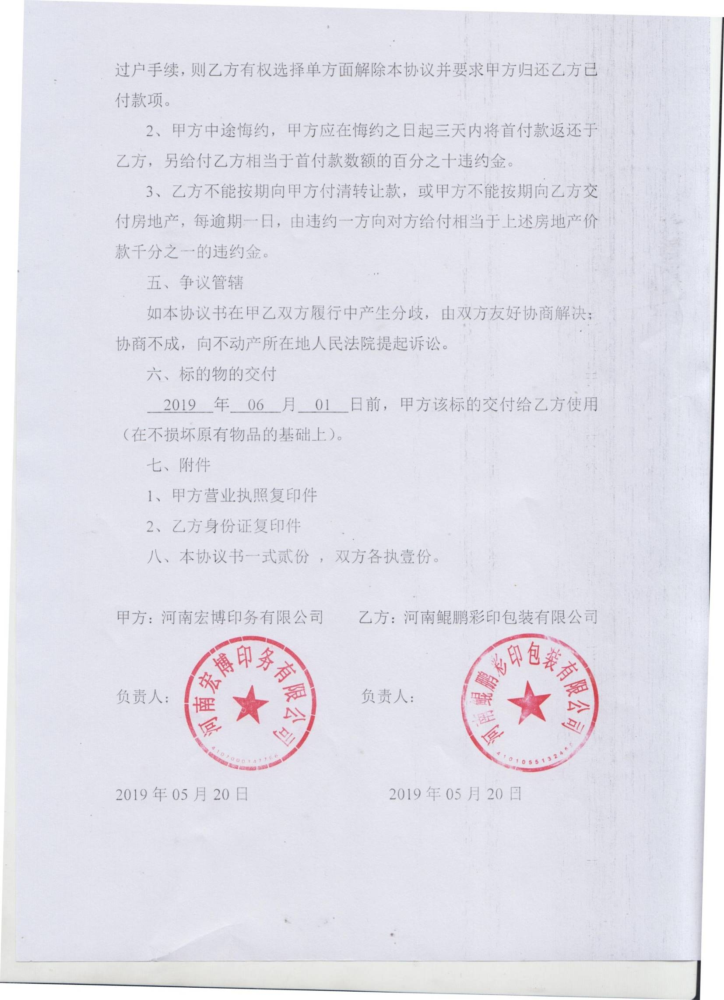 过户手续，则乙方有权选择单方面解除本协议并要求甲方归还乙方已
付款项。
2、甲方中途悔约，甲方应在悔约之日起三天内将首付款返还于
乙方，另给付乙方相当于首付款数额的百分之十违约金。
3、乙方不能按期向甲方付清转让款，或甲方不能按期向乙方交
付房地产，每逾期一日，由违约一方向对方给付相当于上述房地产价
款千分之一的违约金。
五、争议管辖
如本协议书在甲乙双方履行中产生分歧，由双方友好协商解决；
协商不成，向不动产所在地人民法院提起诉讼。
六、标的物的交付
2019 年 06 月 01 日前，甲方该标的交付给乙方使用
（在不损坏原有物品的基础上）。
七、附件
1、甲方营业执照复印件
2、乙方身份证复印件
八、本协议书一式贰份 ，双方各执壹份。
甲方：河南宏博印务有限公司 乙方：河南鲲鹏彩印包装有限公司
河南宏博印务有限公司
河南鲲鹏彩印包装有限公司
负责人： 负责人：
4107000147766
2019 年 05 月 20 日 2019 年 05 月 20 日